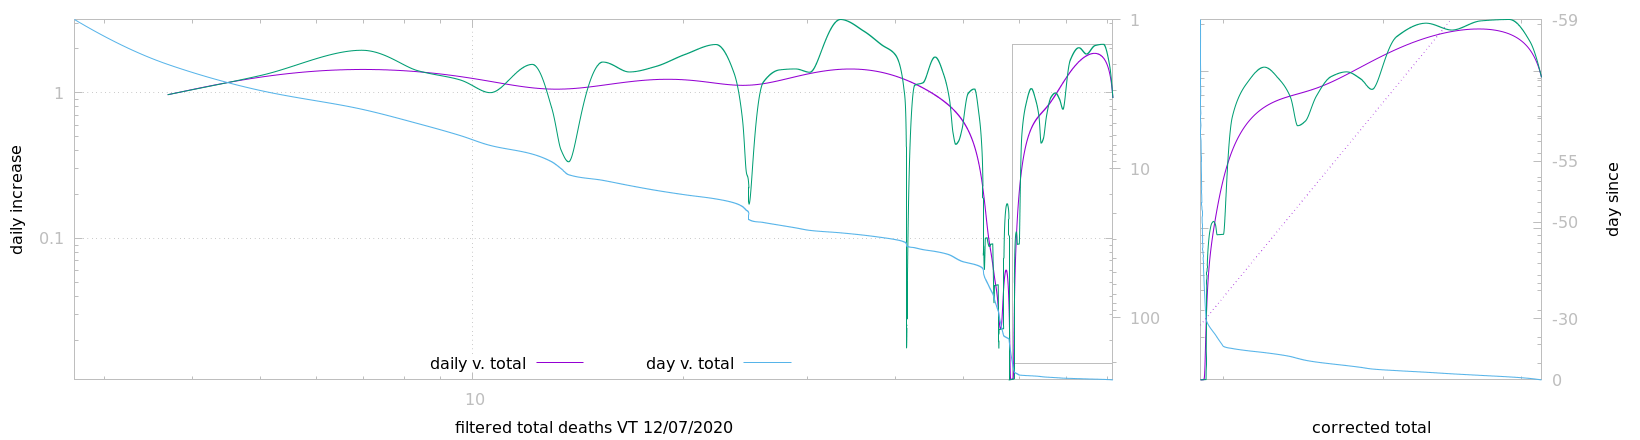 1
-59
1
10
-55
0.1
daily increase
-50
day since
100
-30
daily v. total
day v. total
0
10
filtered total deaths VT 12/07/2020
corrected total